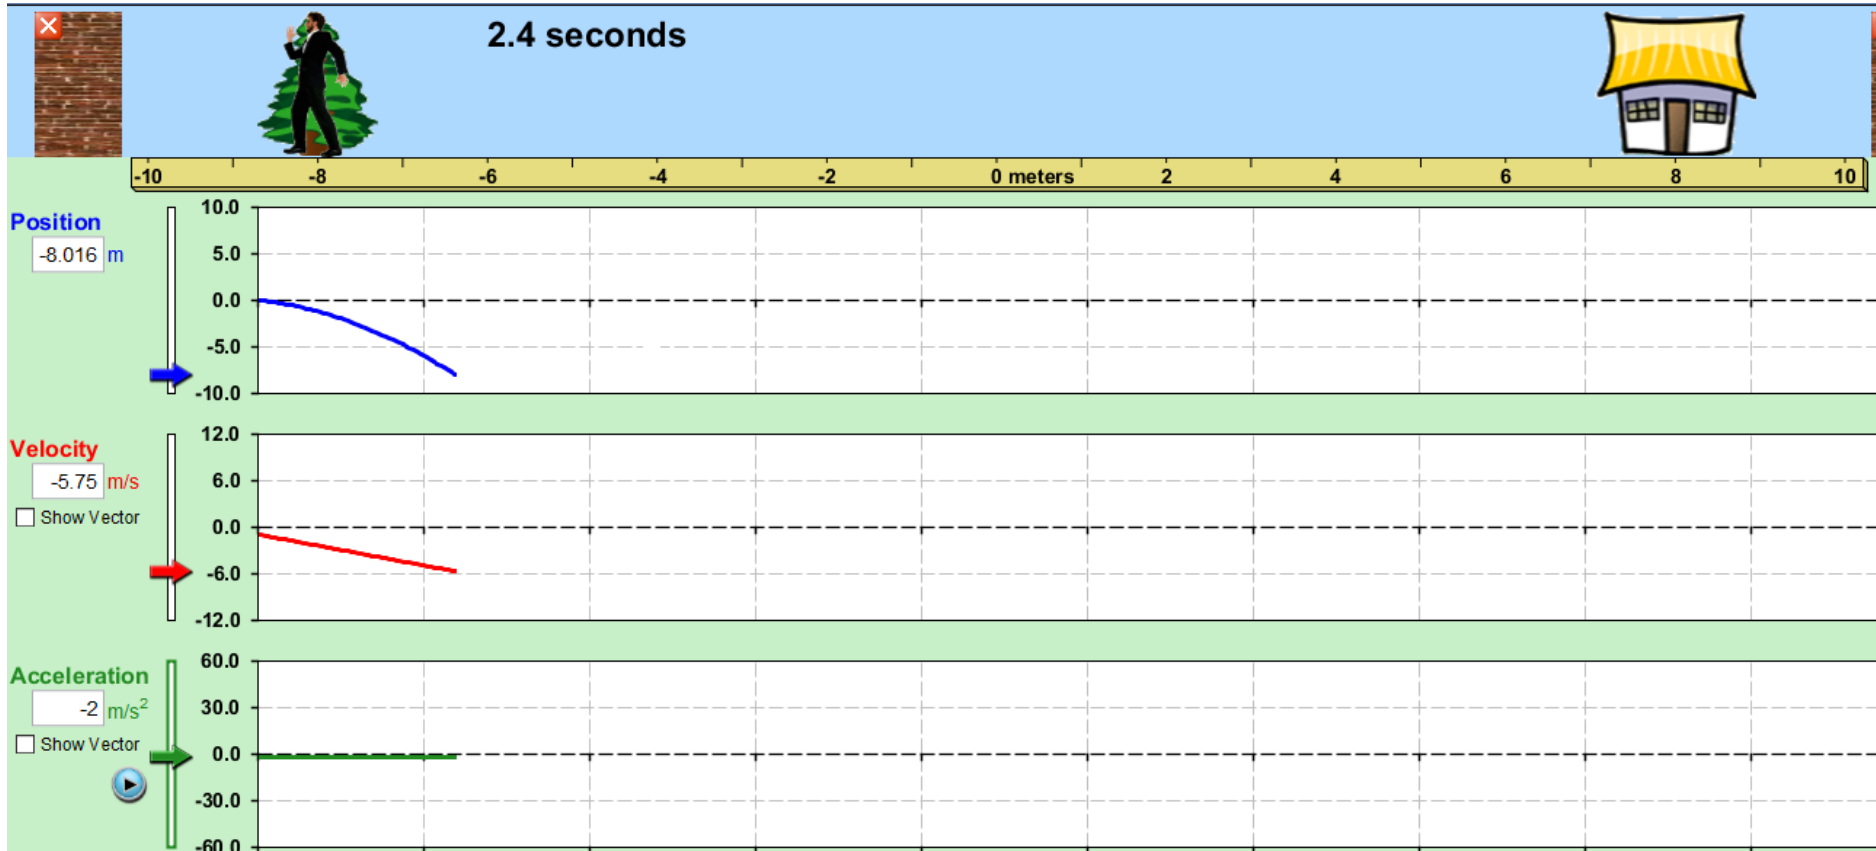 2.4 seconds
-10 -8 -6 -4 -2 0 meters 2 4 6 8 10
Position
-8.016 m
10.0
5.0
0.0
-5.0
-10.0
Velocity
-5.75 m/s
Show Vector
12.0
6.0
0.0
-6.0
-12.0
Acceleration
-2 m/s²
Show Vector
60.0
30.0
0.0
-30.0
-60.0